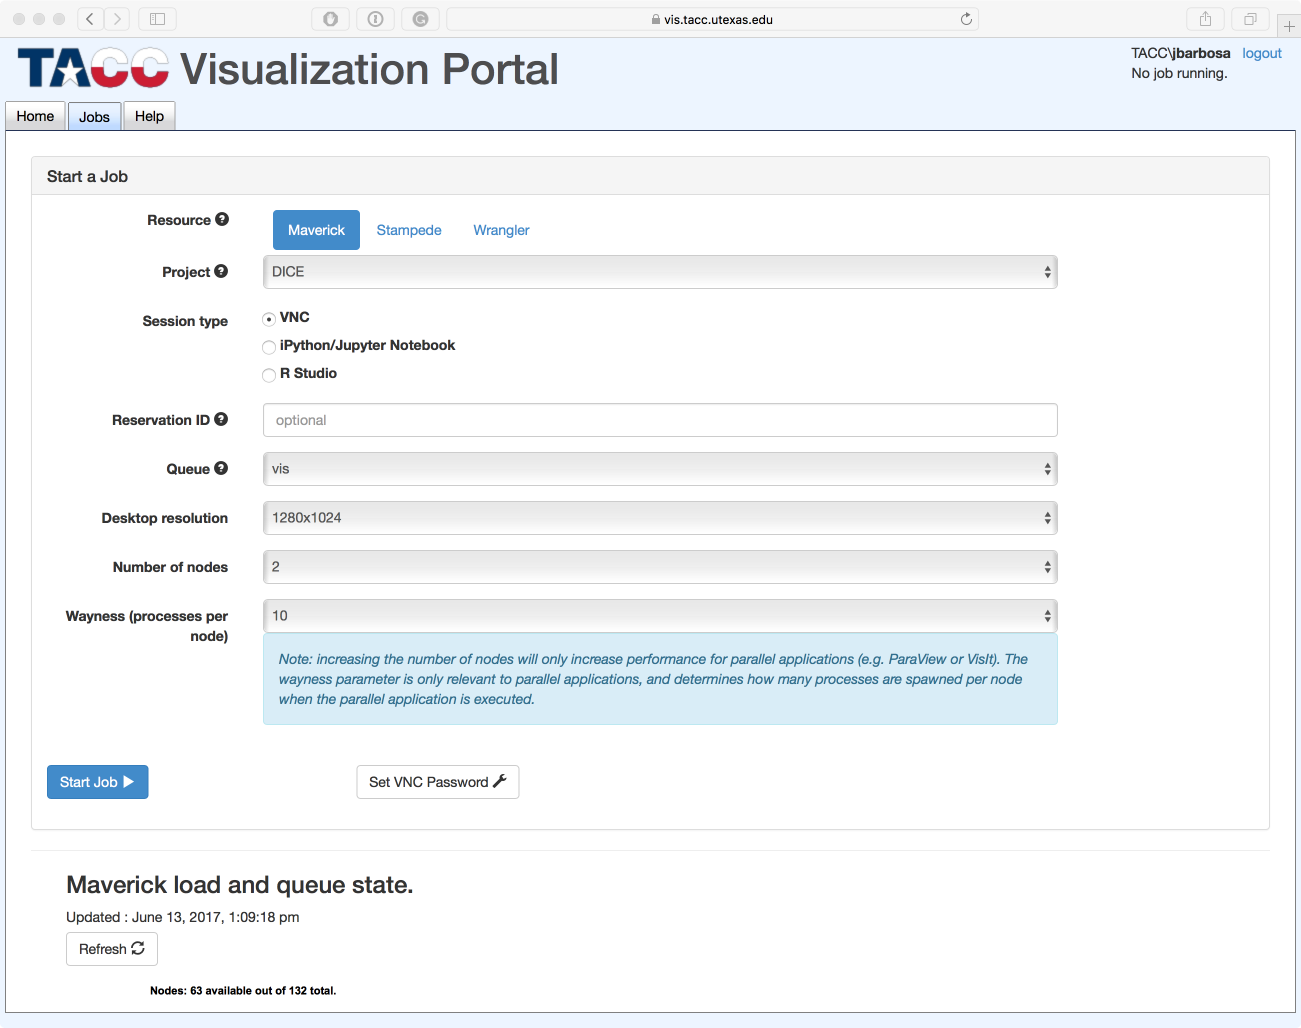 vis.tacc.utexas.edu
TACC Visualization Portal
TACC\jbarbosa logout
No job running.
Home Jobs Help
Start a Job
Resource
Maverick Stampede Wrangler
Project
DICE
Session type
VNC
iPython/Jupyter Notebook
R Studio
Reservation ID
optional
Queue
vis
Desktop resolution
1280x1024
Number of nodes
2
Wayness (processes per
node)
10
Note: increasing the number of nodes will only increase performance for parallel applications (e.g. ParaView or VisIt). The
wayness parameter is only relevant to parallel applications, and determines how many processes are spawned per node
when the parallel application is executed.
Start Job
Set VNC Password
Maverick load and queue state.
Updated : June 13, 2017, 1:09:18 pm
Refresh
Nodes: 63 available out of 132 total.